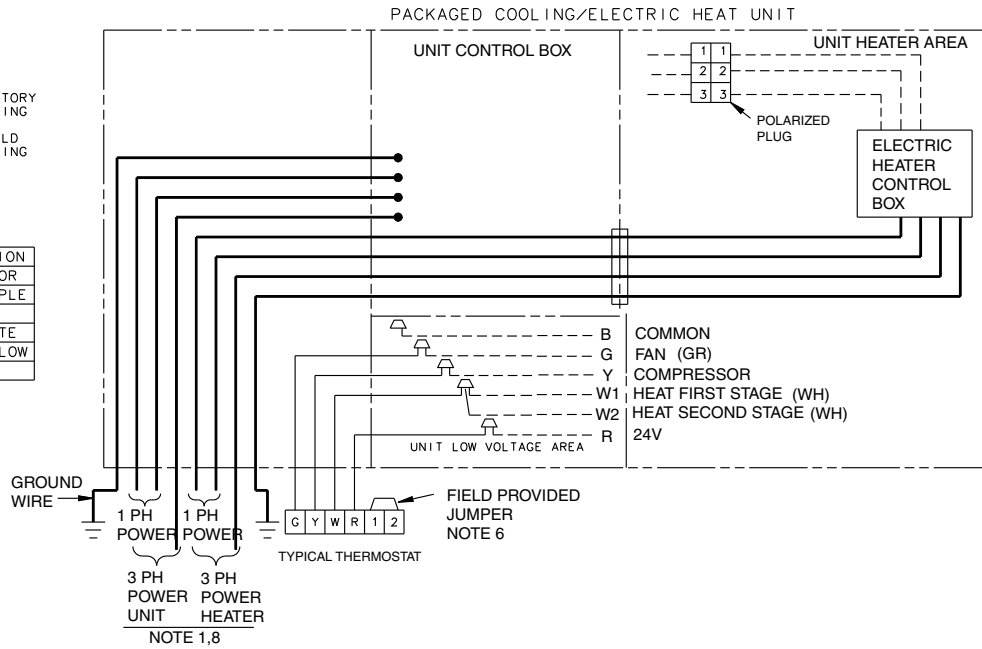 PACKAGED COOLING/ELECTRIC HEAT UNIT
UNIT CONTROL BOX
UNIT HEATER AREA
1 1
2 2
3 3
POLARIZED
PLUG
TORY
ING
LD
ING
ELECTRIC
HEATER
CONTROL
BOX
ION
OR
PLE
TE
LOW
B COMMON
G FAN (GR)
Y COMPRESSOR
W1 HEAT FIRST STAGE (WH)
W2 HEAT SECOND STAGE (WH)
R 24V
UNIT LOW VOLTAGE AREA
GROUND
WIRE
1 PH
POWER
1 PH
POWER
G Y W R 1 2
FIELD PROVIDED
JUMPER
NOTE 6
TYPICAL THERMOSTAT
3 PH
POWER
UNIT
3 PH
POWER
HEATER
NOTE 1,8